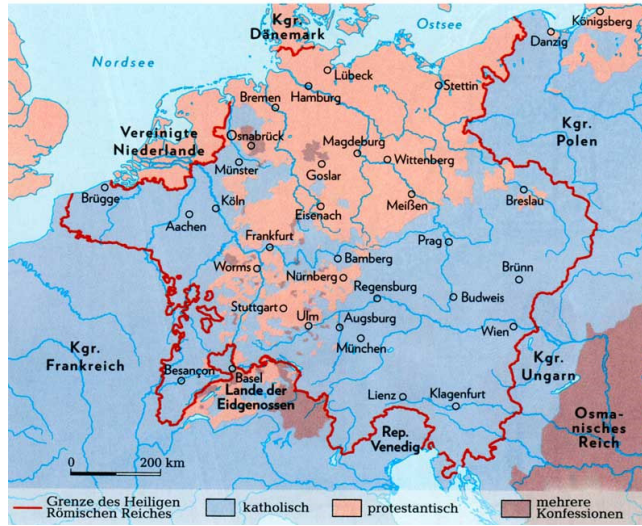 Kgr.
Dänemark
Ostsee
Königsberg
Danzig
Nordsee
Lübeck
Hamburg
Stettin
Bremen
Vereinigte
Niederlande
Osnabrück
Magdeburg
Wittenberg
Kgr.
Polen
Münster
Goslar
Brügge
Köln
Meißen
Breslau
Eisenach
Aachen
Frankfurt
Prag
Bamberg
Worms
Nürnberg
Brünn
Regensburg
Budweis
Stuttgart
Ulm
Augsburg
Wien
München
Kgr.
Frankreich
Kgr.
Ungarn
Besançon
Basel
Lande der
Eidgenossen
Lienz
Klagenfurt
Osma-
nisches
Reich
Rep.
Venedig
0
200 km
Grenze des Heiligen
Römischen Reiches
katholisch
protestantisch
mehrere
Konfessionen